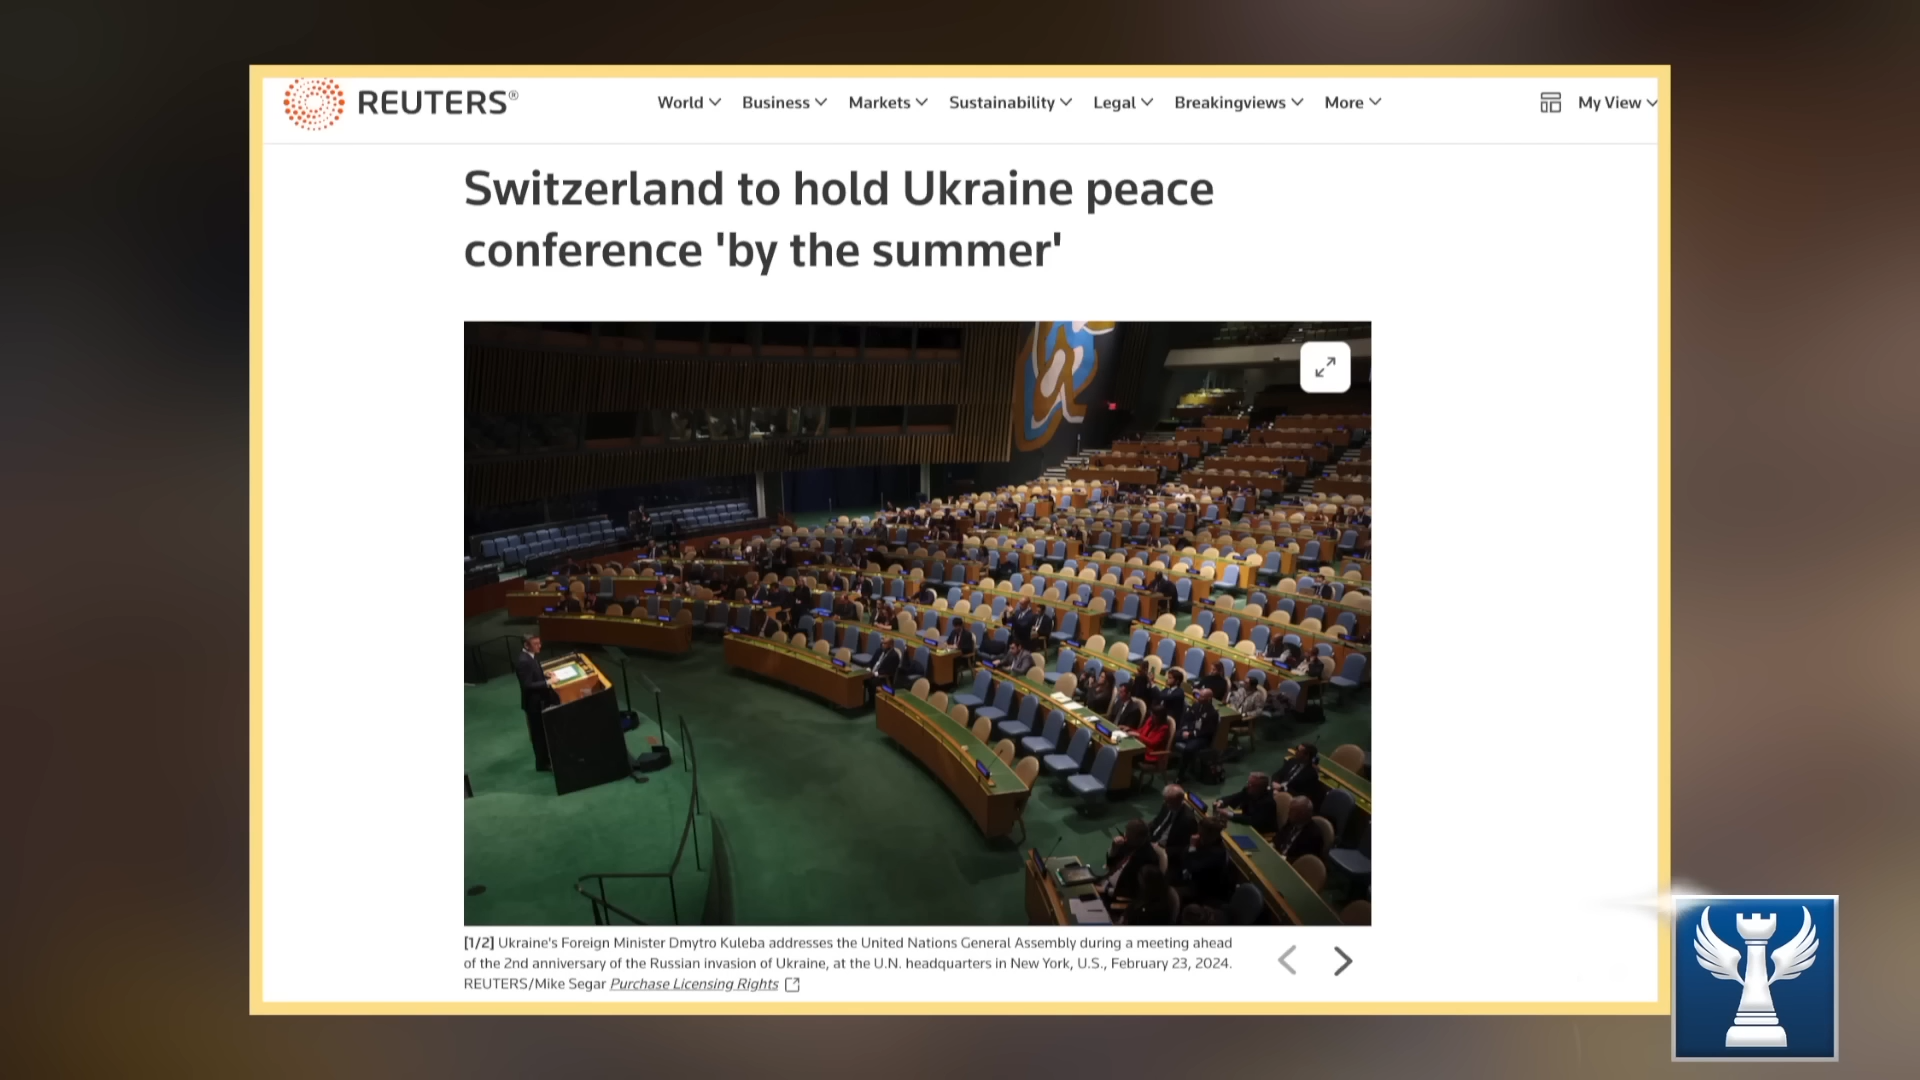 REUTERS®
World Business Markets Sustainability Legal Breakingviews More My View
Switzerland to hold Ukraine peace
conference 'by the summer'
[1/2] Ukraine's Foreign Minister Dmytro Kuleba addresses the United Nations General Assembly during a meeting ahead
of the 2nd anniversary of the Russian invasion of Ukraine, at the U.N. headquarters in New York, U.S., February 23, 2024.
REUTERS/Mike Segar Purchase Licensing Rights